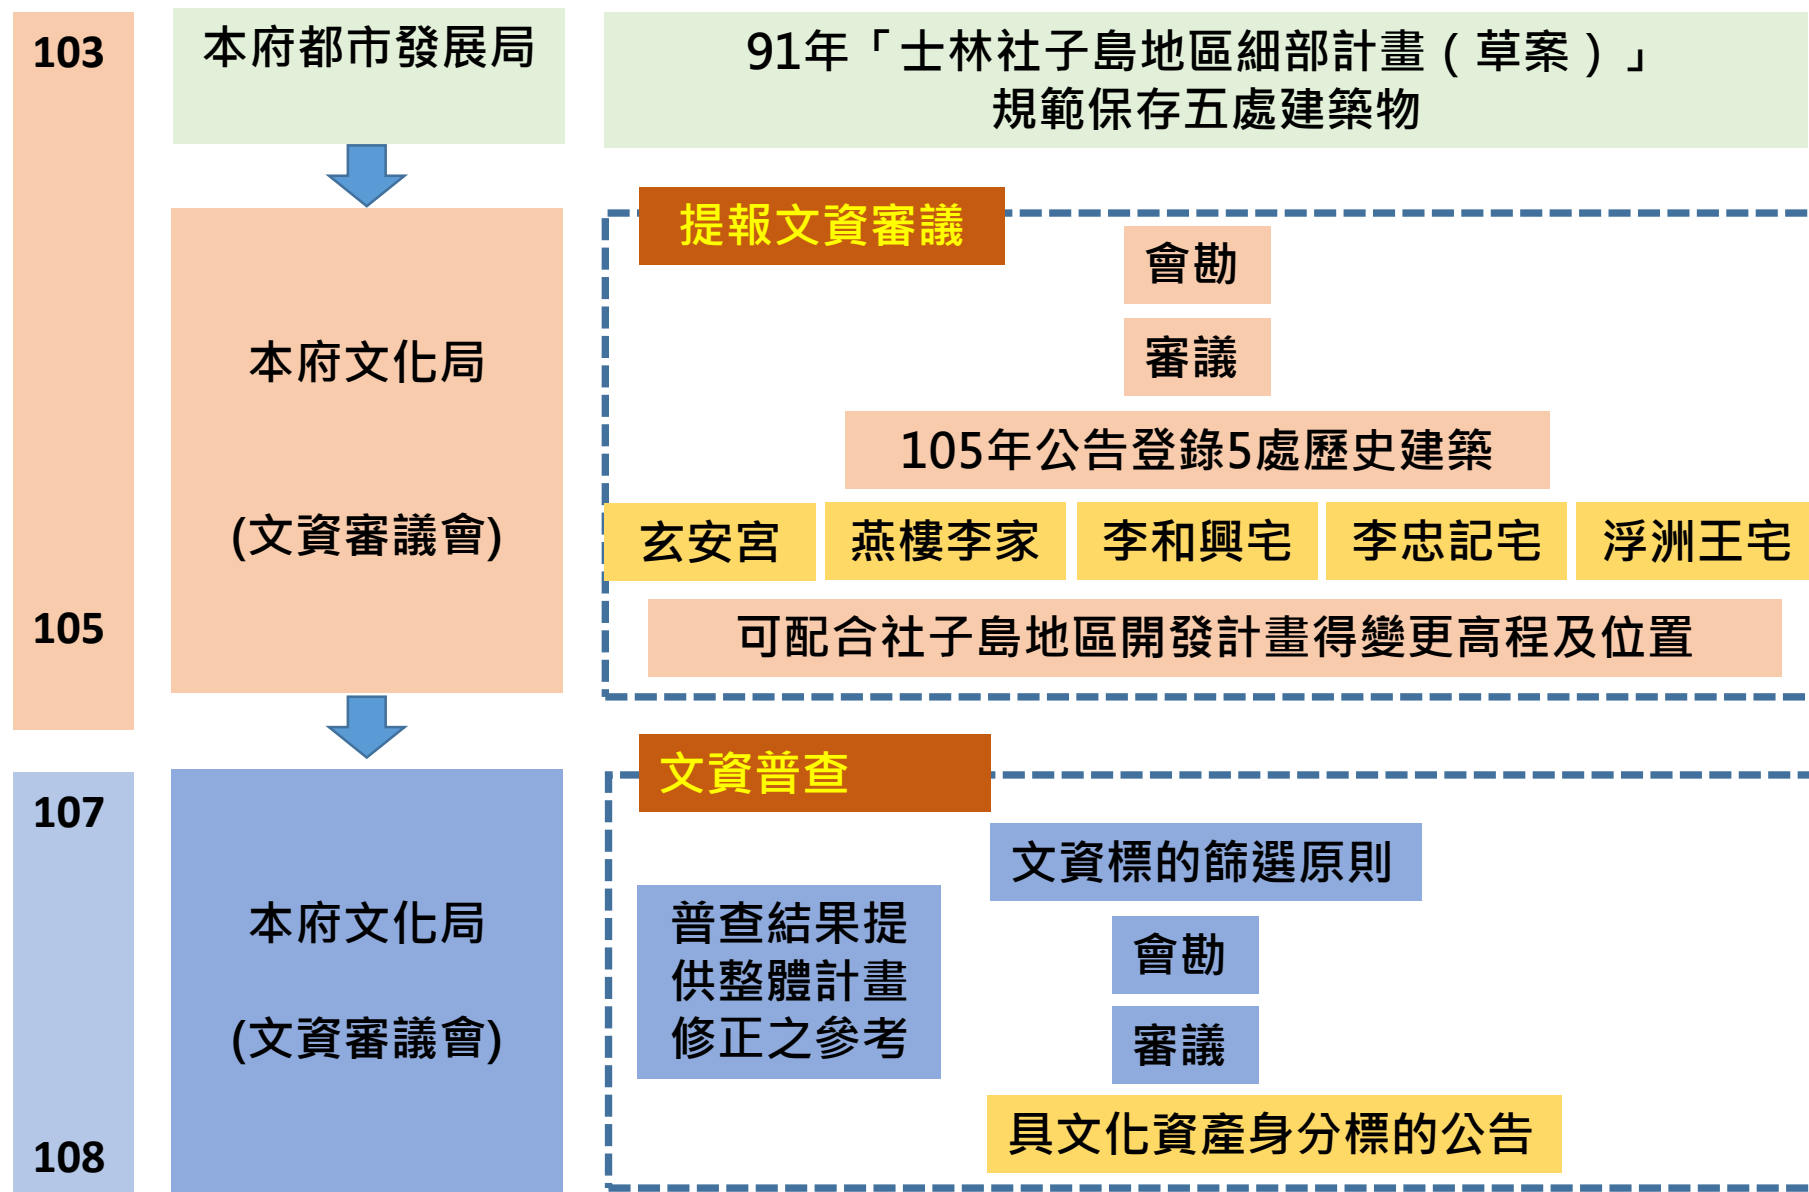 103
本府都市發展局
91年「士林社子島地區細部計畫（草案）」
規範保存五處建築物
提報文資審議
會勘
審議
本府文化局
(文資審議會)
105年公告登錄5處歷史建築
玄安宮
燕樓李家
李和興宅
李忠記宅
浮洲王宅
105
可配合社子島地區開發計畫得變更高程及位置
107
文資普查
文資標的篩選原則
本府文化局
(文資審議會)
普查結果提
供整體計畫
修正之參考
會勘
審議
108
具文化資產身分標的公告